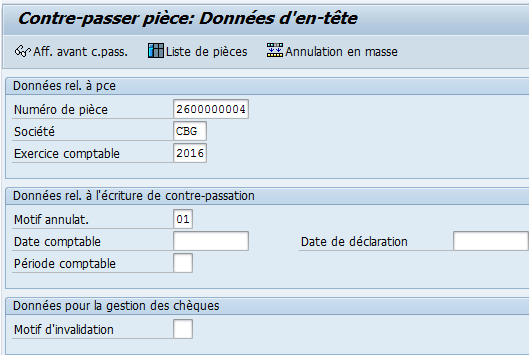 Contre-passer pièce: Données d'en-tête
Aff. avant c.pass. Liste de pièces Annulation en masse
Données rel. à pce
Numéro de pièce 2600000004
Société CBG
Exercice comptable 2016
Données rel. à l'écriture de contre-passation
Motif annulat. 01
Date comptable Date de déclaration
Période comptable
Données pour la gestion des chèques
Motif d'invalidation